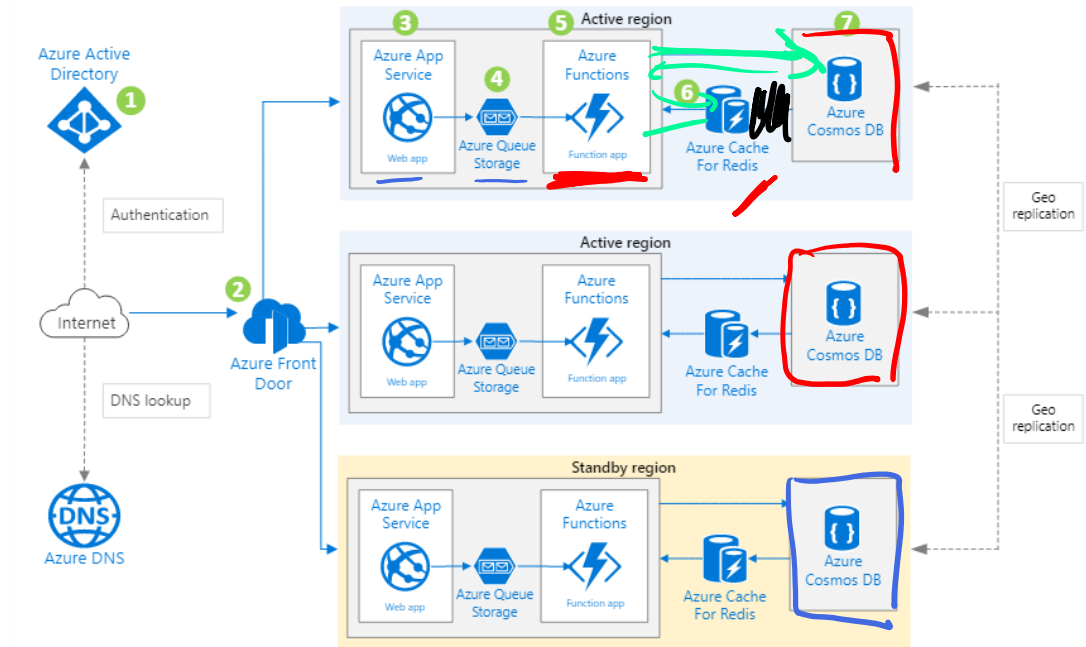 Azure Active
Directory
1
Authentication
Internet
DNS lookup
DNS
Azure DNS
2
Azure Front
Door
Active region
3
Azure App
Service
Web app
4
Azure Queue
Storage
5
Azure
Functions
Function app
6
Azure Cache
For Redis
7
Azure
Cosmos DB
Active region
Azure App
Service
Web app
Azure Queue
Storage
Azure
Functions
Function app
Azure Cache
For Redis
Azure
Cosmos DB
Standby region
Azure App
Service
Web app
Azure Queue
Storage
Azure
Functions
Function app
Azure Cache
For Redis
Azure
Cosmos DB
Geo
replication
Geo
replication